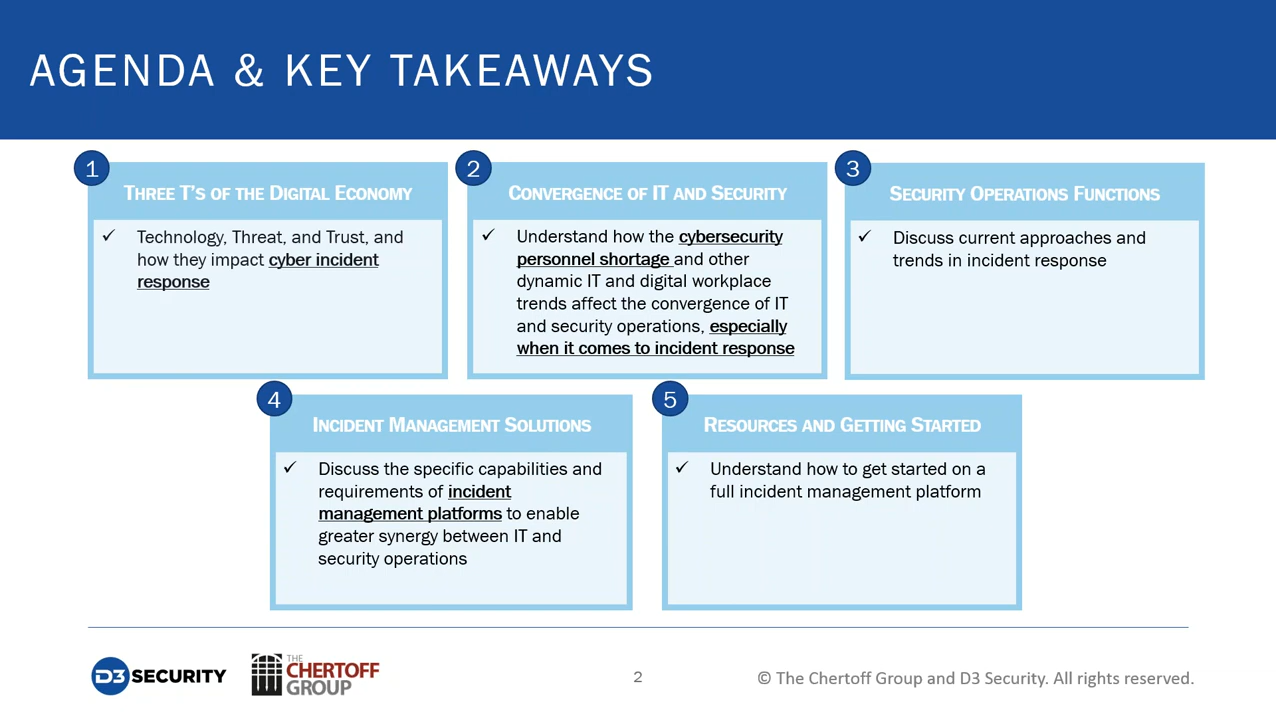 AGENDA & KEY TAKEAWAYS
1
THREE T'S OF THE DIGITAL ECONOMY
✓ Technology, Threat, and Trust, and
how they impact cyber incident
response
2
CONVERGENCE OF IT AND SECURITY
✓ Understand how the cybersecurity
personnel shortage and other
dynamic IT and digital workplace
trends affect the convergence of IT
and security operations, especially
when it comes to incident response
3
SECURITY OPERATIONS FUNCTIONS
✓ Discuss current approaches and
trends in incident response
4
INCIDENT MANAGEMENT SOLUTIONS
✓ Discuss the specific capabilities and
requirements of incident
management platforms to enable
greater synergy between IT and
security operations
5
RESOURCES AND GETTING STARTED
✓ Understand how to get started on a
full incident management platform
D3 SECURITY
THE
CHERTOFF
GROUP
2
© The Chertoff Group and D3 Security. All rights reserved.